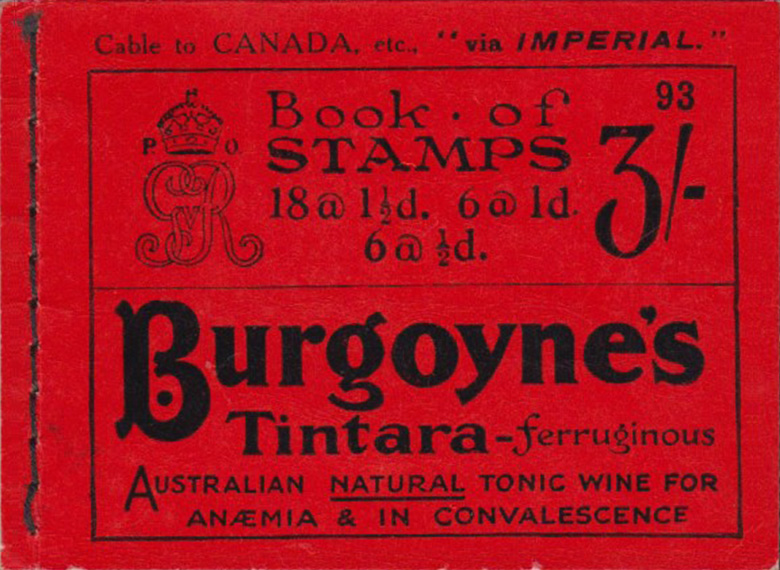 Cable to CANADA, etc., "via IMPERIAL."
93
P O
GR
Book · of
STAMPS
3/-
18@1½d. 6@1d.
6@½d.
Burgoyne's
Tintara-ferruginous
AUSTRALIAN NATURAL TONIC WINE FOR
ANÆMIA & IN CONVALESCENCE